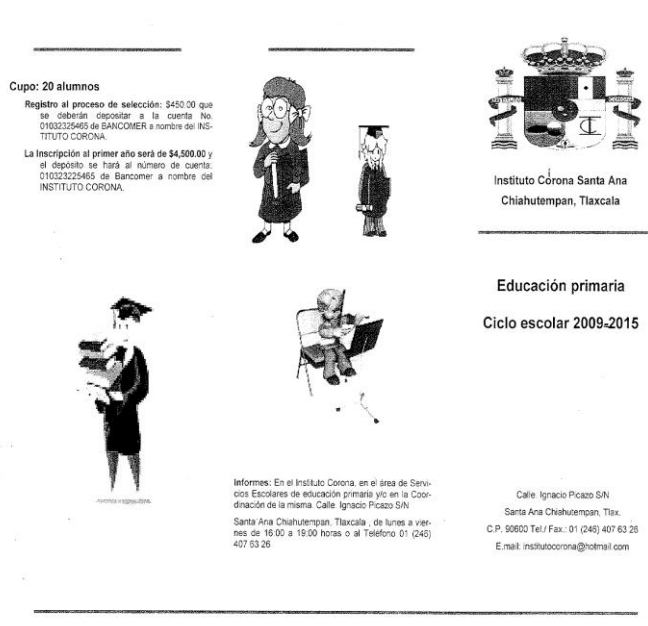 Cupo: 20 alumnos
Registro al proceso de selección: $450.00 que
se deberán depositar a la cuenta No.
01032325465 de BANCOMER a nombre del INS-
TITUTO CORONA.
La Inscripción al primer año será de $4,500.00 y
el depósito se hará al número de cuenta:
010323225465 de Bancomer a nombre del
INSTITUTO CORONA.
Informes: En el Instituto Corona, en el área de Servi-
cios Escolares de educación primaria y/o en la Coor-
dinación de la misma. Calle. Ignacio Picazo S/N
Santa Ana Chiahutempan, Tlaxcala , de lunes a vier-
nes de 16:00 a 19:00 horas o al Teléfono 01 (246)
407 63 26
Instituto Corona Santa Ana
Chiahutempan, Tlaxcala
Educación primaria
Ciclo escolar 2009-2015
Calle. Ignacio Picazo S/N
Santa Ana Chiahutempan, Tlax.
C.P. 90600 Tel./ Fax.: 01 (246) 407 63 26
E.mail: institutocorona@hotmail.com